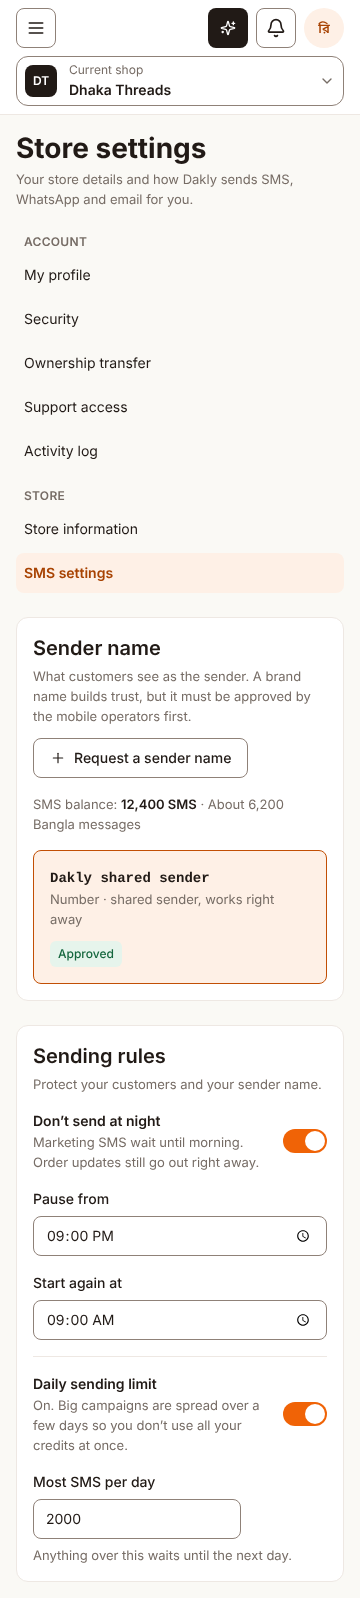 রি
DT
Current shop
Dhaka Threads
Store settings
Your store details and how Dakly sends SMS,
WhatsApp and email for you.
ACCOUNT
My profile
Security
Ownership transfer
Support access
Activity log
STORE
Store information
SMS settings
Sender name
What customers see as the sender. A brand
name builds trust, but it must be approved by
the mobile operators first.
Request a sender name
SMS balance: 12,400 SMS · About 6,200
Bangla messages
Dakly shared sender
Number · shared sender, works right
away
Approved
Sending rules
Protect your customers and your sender name.
Don’t send at night
Marketing SMS wait until morning.
Order updates still go out right away.
Pause from
09:00 PM
Start again at
09:00 AM
Daily sending limit
On. Big campaigns are spread over a
few days so you don’t use all your
credits at once.
Most SMS per day
2000
Anything over this waits until the next day.